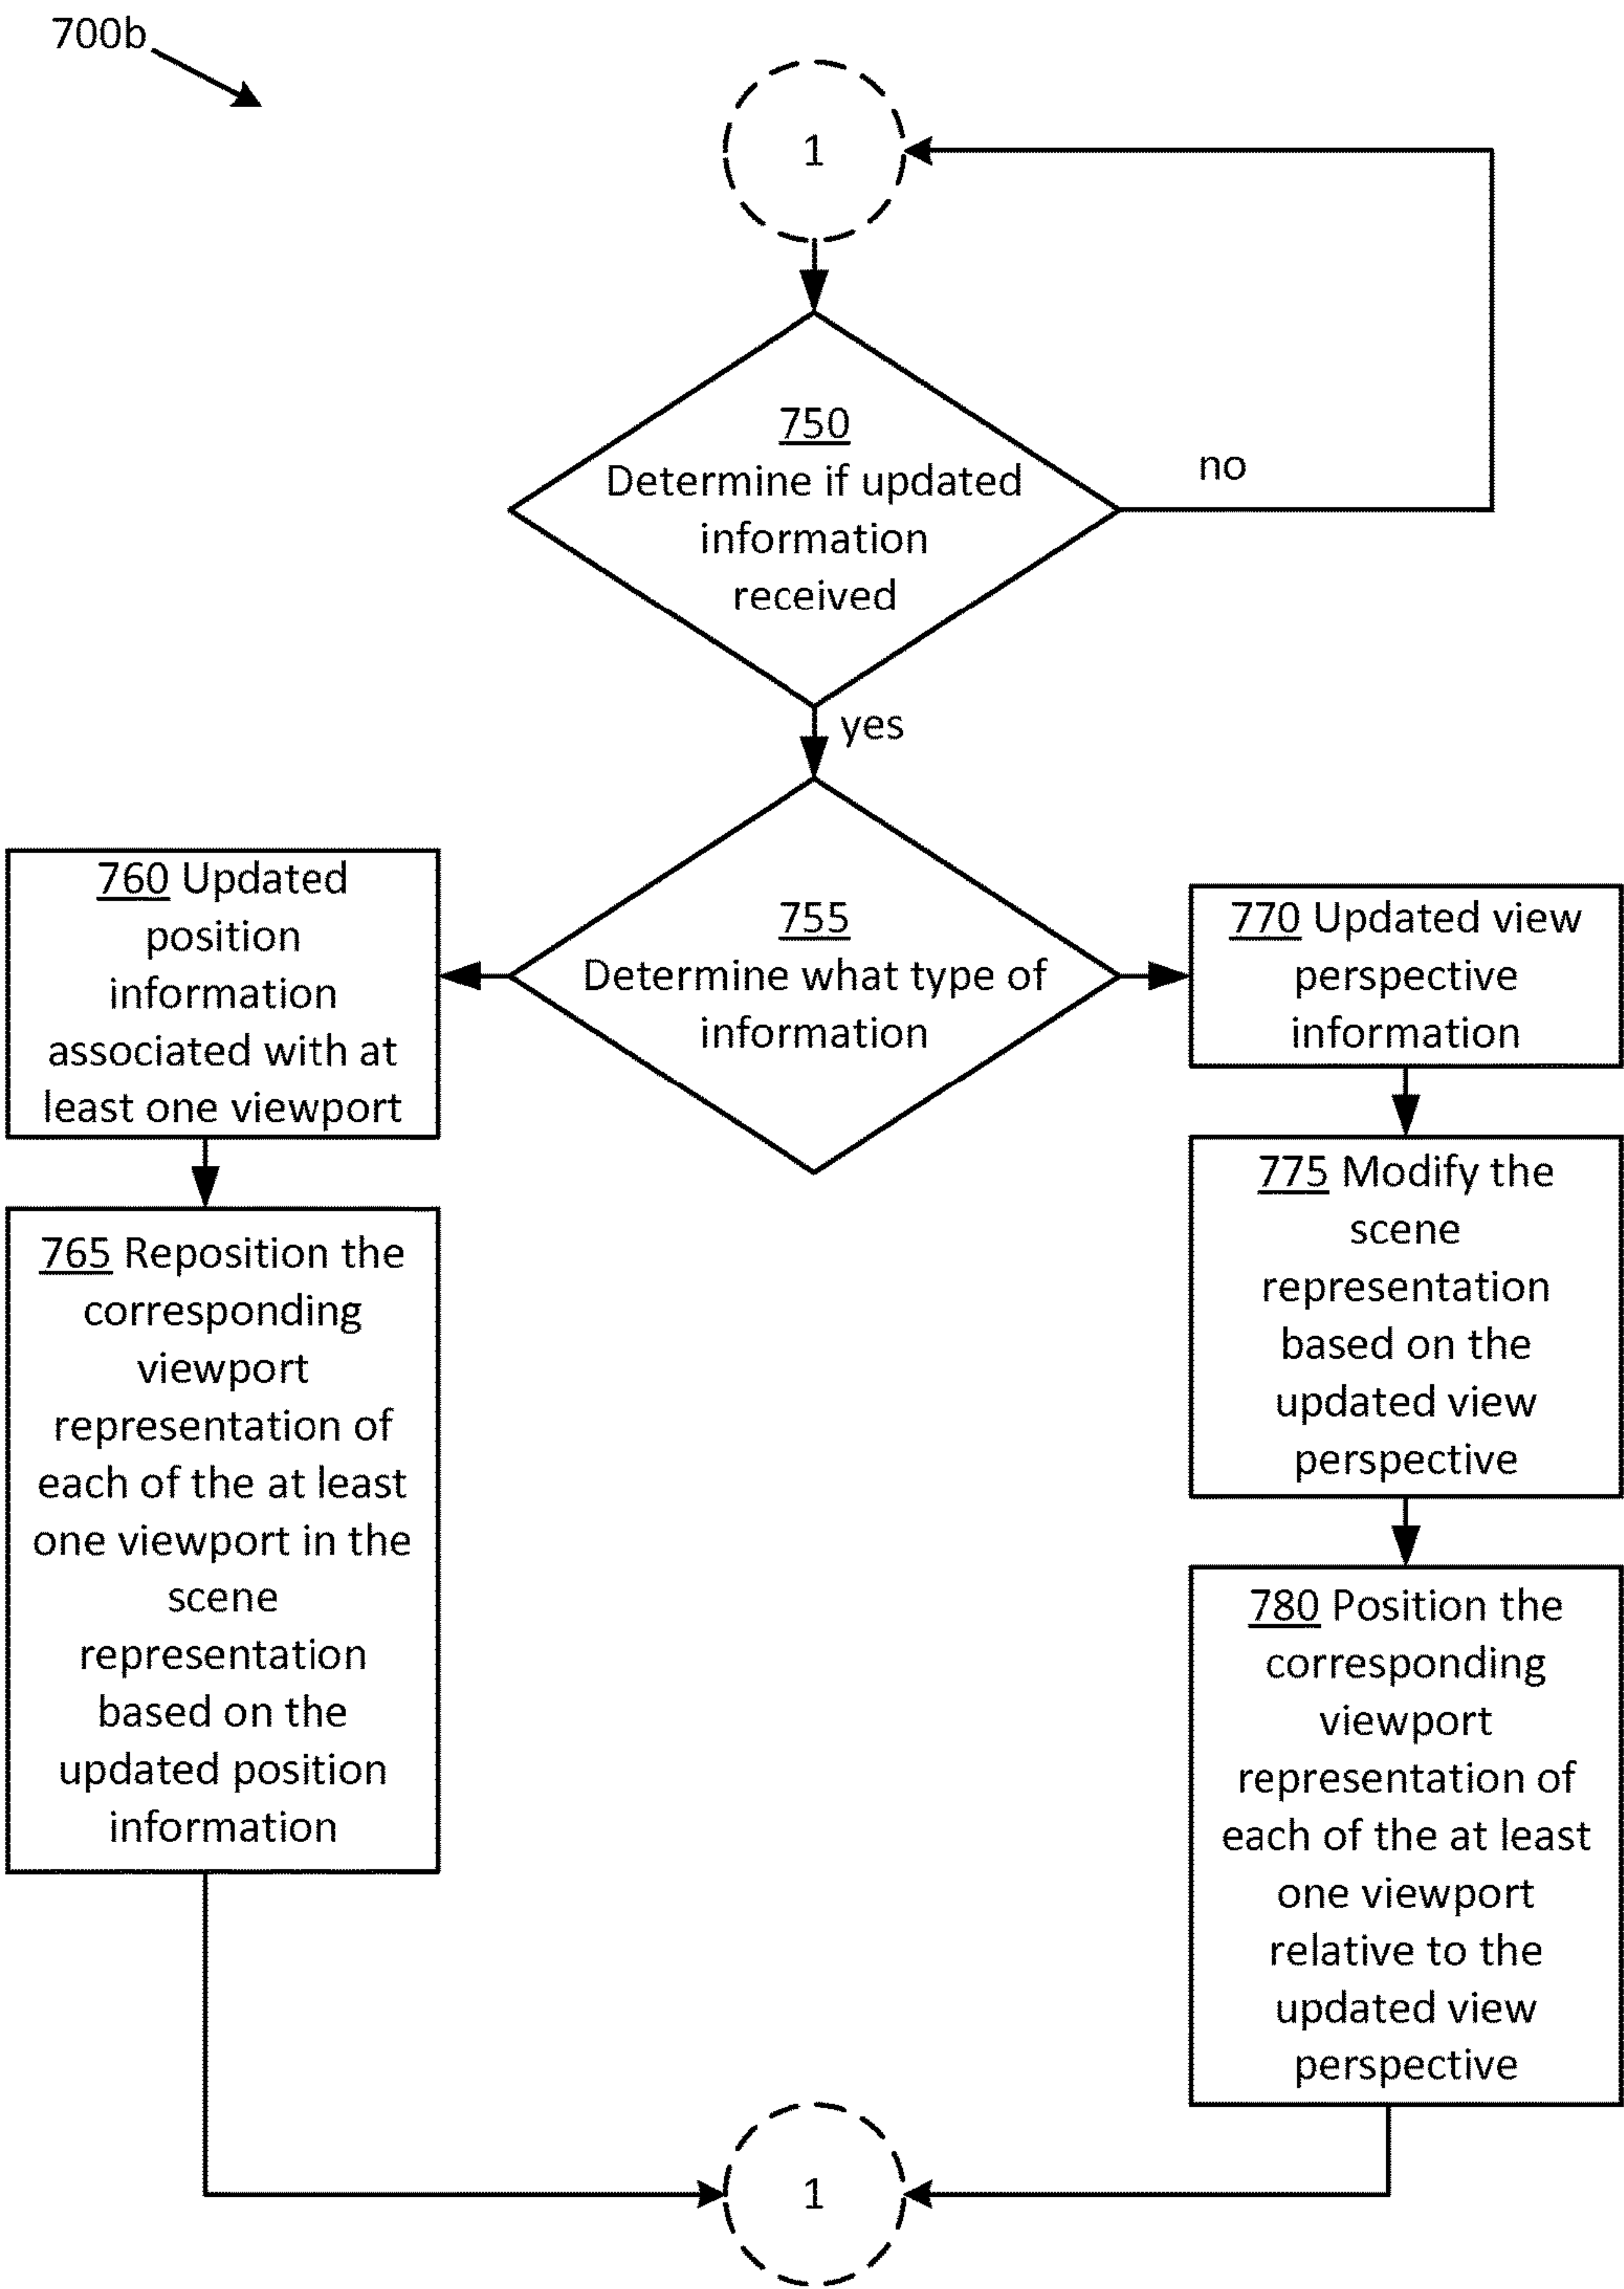 700b
1
750
Determine if updated
information
received
no
yes
755
Determine what type of
information
760 Updated
position
information
associated with at
least one viewport
765 Reposition the
corresponding
viewport
representation of
each of the at least
one viewport in the
scene
representation
based on the
updated position
information
770 Updated view
perspective
information
775 Modify the
scene
representation
based on the
updated view
perspective
780 Position the
corresponding
viewport
representation of
each of the at least
one viewport
relative to the
updated view
perspective
1